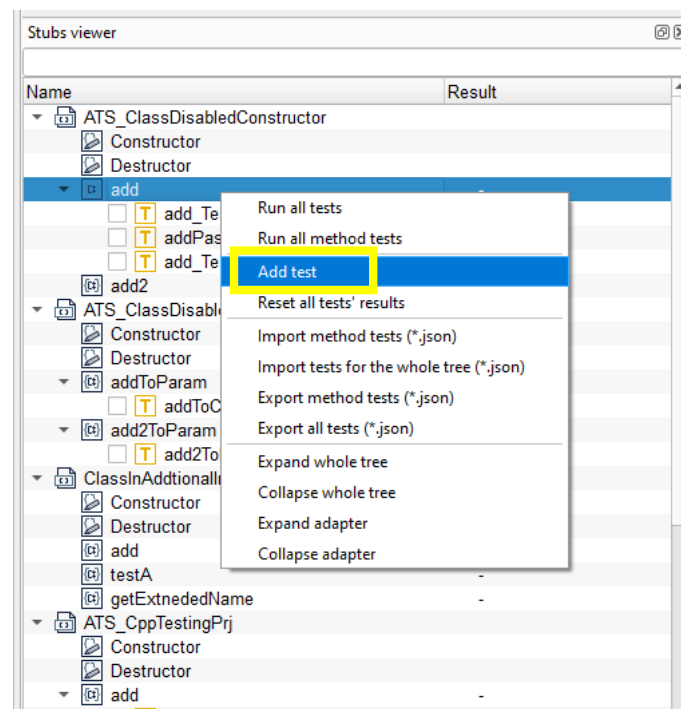 Stubs viewer
Name Result
ATS_ClassDisabledConstructor
Constructor
Destructor
add -
T add_Te
T addPas
T add_Te
add2
ATS_ClassDisabl
Constructor
Destructor
addToParam
T addToC
add2ToParam
T add2To
ClassInAddtionalI
Constructor
Destructor
add
testA -
getExtnededName -
ATS_CppTestingPrj
Constructor
Destructor
add -
Run all tests
Run all method tests
Add test
Reset all tests' results
Import method tests (*.json)
Import tests for the whole tree (*.json)
Export method tests (*.json)
Export all tests (*.json)
Expand whole tree
Collapse whole tree
Expand adapter
Collapse adapter